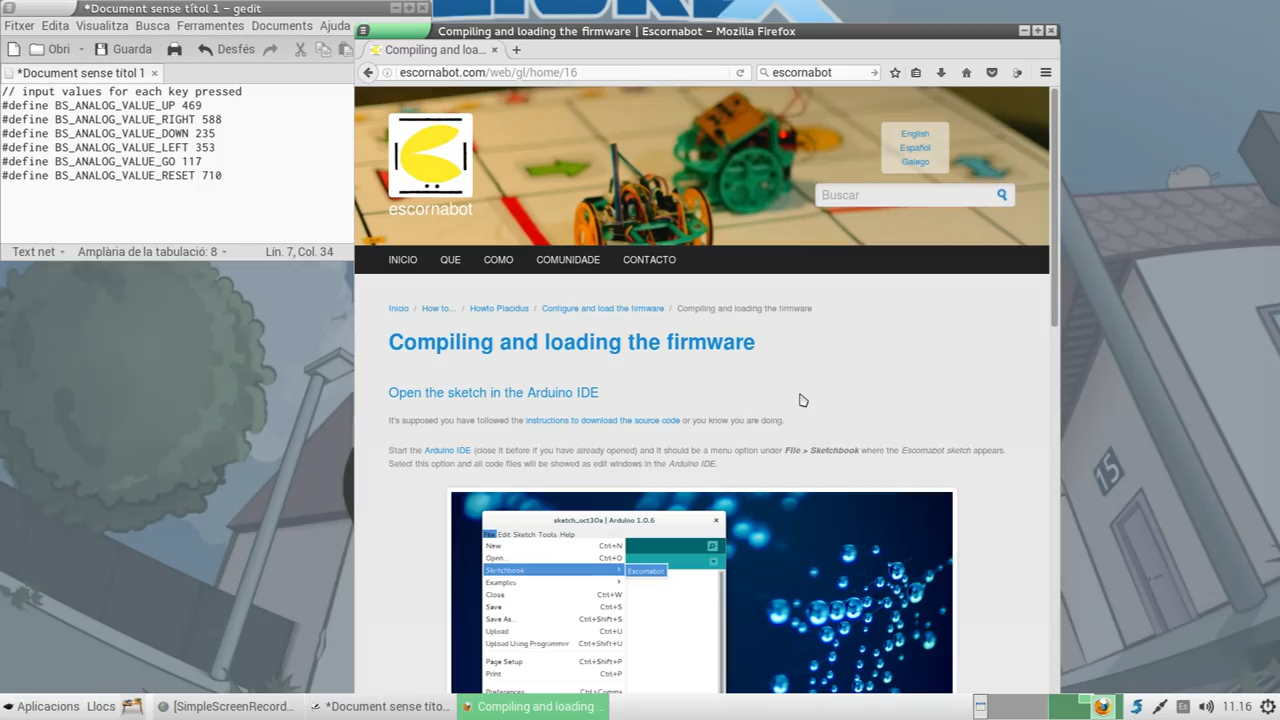 *Document sense títol 1 - gedit
Fitxer Edita Visualitza Busca Ferramentes Documents Ajuda
Obri Guarda Desfés
*Document sense títol 1
// input values for each key pressed
#define BS_ANALOG_VALUE_UP 469
#define BS_ANALOG_VALUE_RIGHT 588
#define BS_ANALOG_VALUE_DOWN 235
#define BS_ANALOG_VALUE_LEFT 353
#define BS_ANALOG_VALUE_GO 117
#define BS_ANALOG_VALUE_RESET 710
Text net Amplària de la tabulació: 8 Lín. 7, Col. 34
Compiling and loading the firmware | Escornabot - Mozilla Firefox
Compiling and loa...
escornabot.com/web/gl/home/16
escornabot
English
Español
Galego
Buscar
escornabot
INICIO QUE COMO COMUNIDADE CONTACTO
Inicio / How to... / Howto Placidus / Configure and load the firmware / Compiling and loading the firmware
Compiling and loading the firmware
Open the sketch in the Arduino IDE
It's supposed you have followed the instructions to download the source code or you know you are doing.
Start the Arduino IDE (close it before if you have already opened) and it should be a menu option under File > Sketchbook where the Escornabot sketch appears.
Select this option and all code files will be showed as edit windows in the Arduino IDE.
sketch_oct30a | Arduino 1.0.6
File Edit Sketch Tools Help
New Ctrl+N
Open... Ctrl+O
Sketchbook Escornabot
Examples
Close Ctrl+W
Save Ctrl+S
Save As... Ctrl+Shift+S
Upload Ctrl+U
Upload Using Programmer Ctrl+Shift+U
Page Setup Ctrl+Shift+P
Print Ctrl+P
Preferences Ctrl+Comma
15
Aplicacions Llocs
SimpleScreenRecord...
*Document sense títo...
Compiling and loading ...
Es
11.16